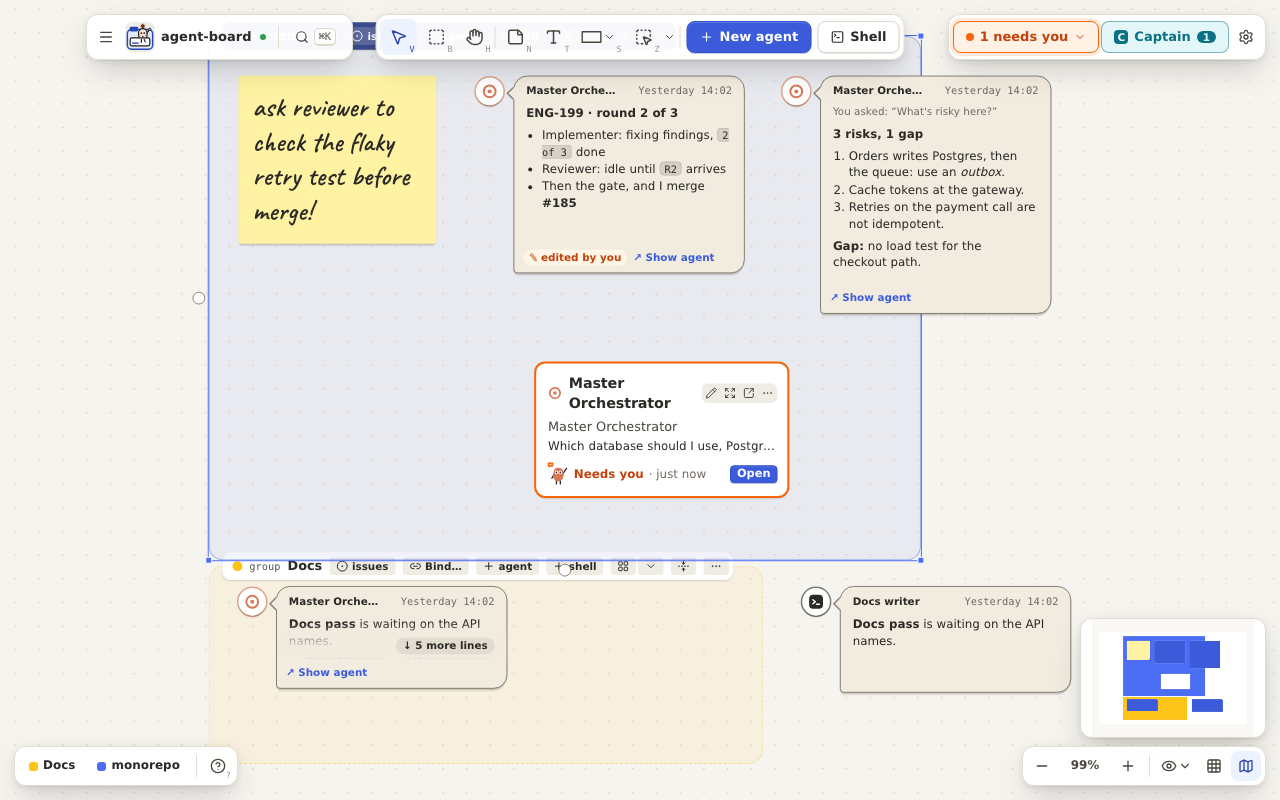 agent-board
⌘K
V
B
H
N
T
S
Z
+ New agent
Shell
1 needs you
C Captain 1
ask reviewer to
check the flaky
retry test before
merge!
Master Orche… Yesterday 14:02
ENG-199 · round 2 of 3
• Implementer: fixing findings, 2
of 3 done
• Reviewer: idle until R2 arrives
• Then the gate, and I merge
#185
✎ edited by you ↗ Show agent
Master Orche… Yesterday 14:02
You asked: “What's risky here?”
3 risks, 1 gap
1. Orders writes Postgres, then
the queue: use an outbox.
2. Cache tokens at the gateway.
3. Retries on the payment call are
not idempotent.
Gap: no load test for the
checkout path.
↗ Show agent
Master
Orchestrator
Master Orchestrator
Which database should I use, Postgr…
Needs you · just now Open
group Docs issues Bind… + agent + shell
Master Orche… Yesterday 14:02
Docs pass is waiting on the API
names.
↓ 5 more lines
↗ Show agent
Docs writer Yesterday 14:02
Docs pass is waiting on the API
names.
Docs monorepo ?
99%